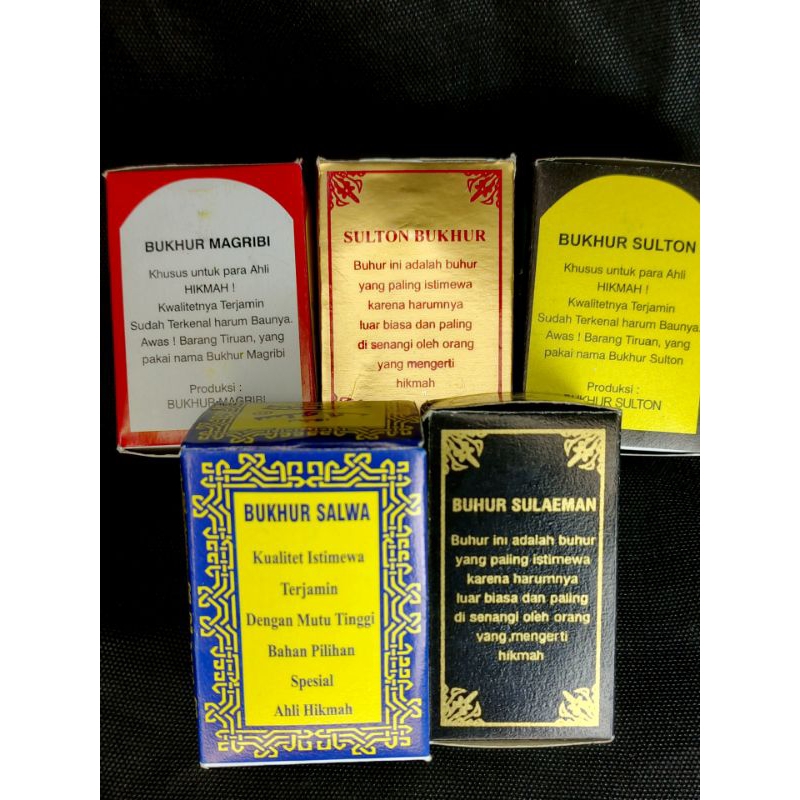 BUKHUR MAGRIBI
Khusus untuk para Ahli
HIKMAH !
Kwalitetnya Terjamin
Sudah Terkenal harum Baunya.
Awas ! Barang Tiruan, yang
pakai nama Bukhur Magribi
Produksi :
BUKHUR MAGRIBI
SULTON BUKHUR
Buhur ini adalah buhur
yang paling istimewa
karena harumnya
luar biasa dan paling
di senangi oleh orang
yang mengerti
hikmah
BUKHUR SULTON
Khusus untuk para Ahli
HIKMAH !
Kwalitetnya Terjamin
Sudah Terkenal harum Baunya.
Awas ! Barang Tiruan, yang
pakai nama Bukhur Sulton
Produksi :
BUKHUR SULTON
BUKHUR SALWA
Kualitet Istimewa
Terjamin
Dengan Mutu Tinggi
Bahan Pilihan
Spesial
Ahli Hikmah
BUHUR SULAEMAN
Buhur ini adalah buhur
yang paling istimewa
karena harumnya
luar biasa dan paling
di senangi oleh orang
yang,mengerti
hikmah